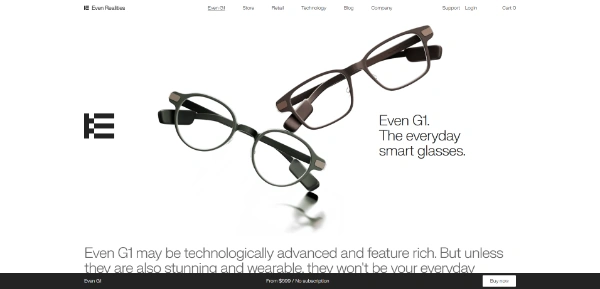 Even Realities
Even G1 Store Retail Technology Blog Company Support Login Cart 0
Even G1.
The everyday
smart glasses.
Even G1 may be technologically advanced and feature rich. But unless
they are also stunning and wearable, they won't be your everyday
Even G1 From $599 / No subscription Buy now